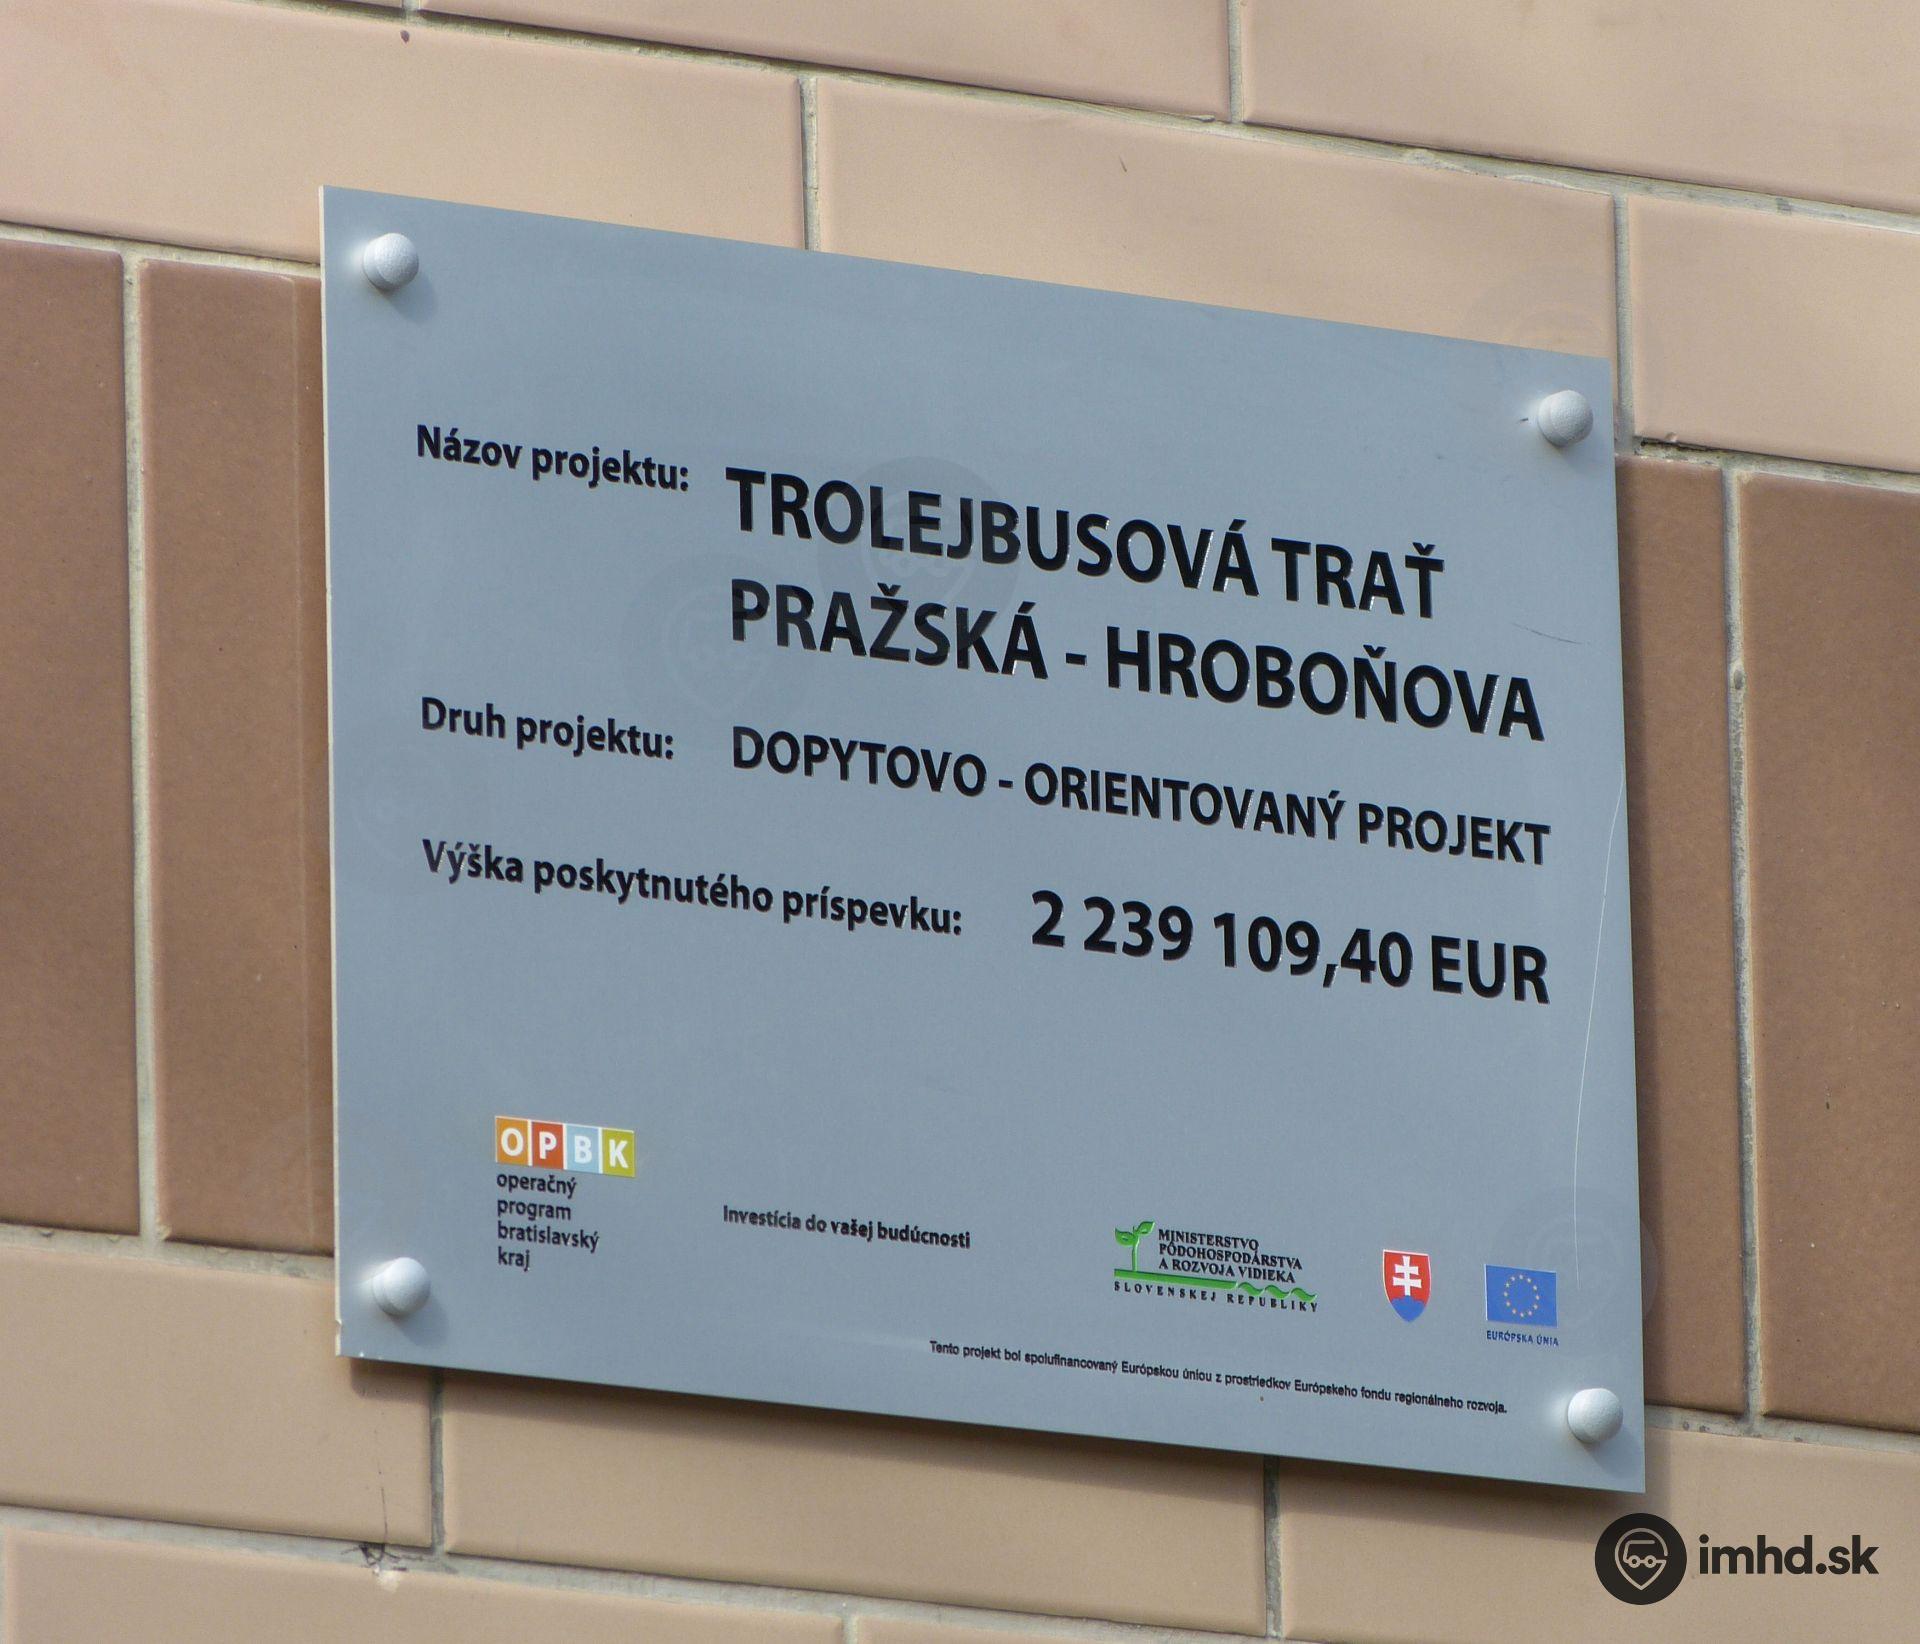 Názov projektu: TROLEJBUSOVÁ TRAŤ
PRAŽSKÁ - HROBOŇOVA
Druh projektu: DOPYTOVO - ORIENTOVANÝ PROJEKT
Výška poskytnutého príspevku: 2 239 109,40 EUR
OPBK
operačný
program
bratislavský
kraj
Investícia do vašej budúcnosti
MINISTERSTVO
PÔDOHOSPODÁRSTVA
A ROZVOJA VIDIEKA
SLOVENSKEJ REPUBLIKY
EURÓPSKA ÚNIA
Tento projekt bol spolufinancovaný Európskou úniou z prostriedkov Európskeho fondu regionálneho rozvoja.
imhd.sk